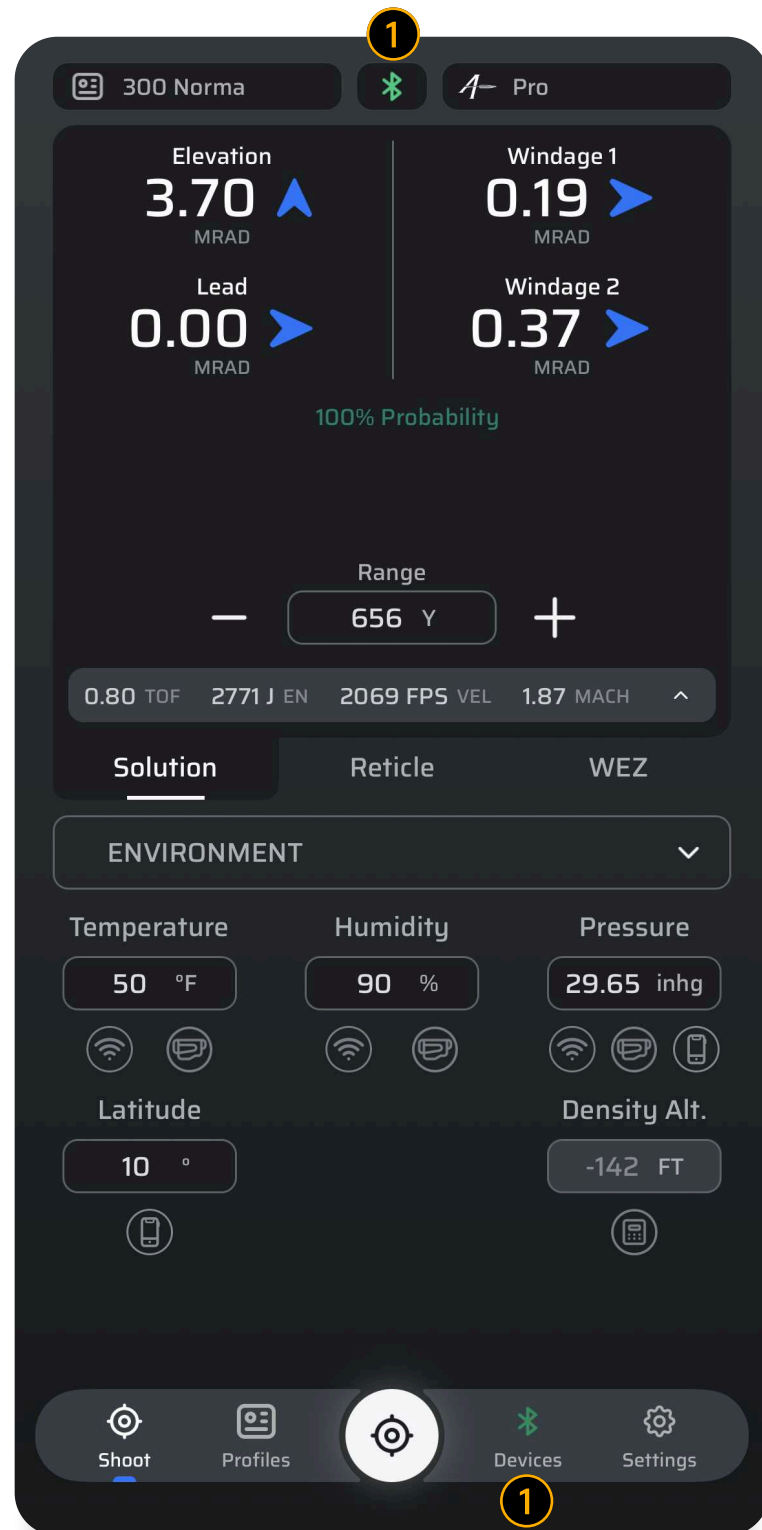 1
300 Norma A- Pro
Elevation Windage 1
3.70 0.19
MRAD MRAD
Lead Windage 2
0.00 0.37
MRAD MRAD
100% Probability
Range
656 Y
0.80 TOF 2771 J EN 2069 FPS VEL 1.87 MACH
Solution Reticle WEZ
ENVIRONMENT
Temperature Humidity Pressure
50 ºF 90 % 29.65 inhg
Latitude Density Alt.
10 º -142 FT
Shoot Profiles Devices Settings
1